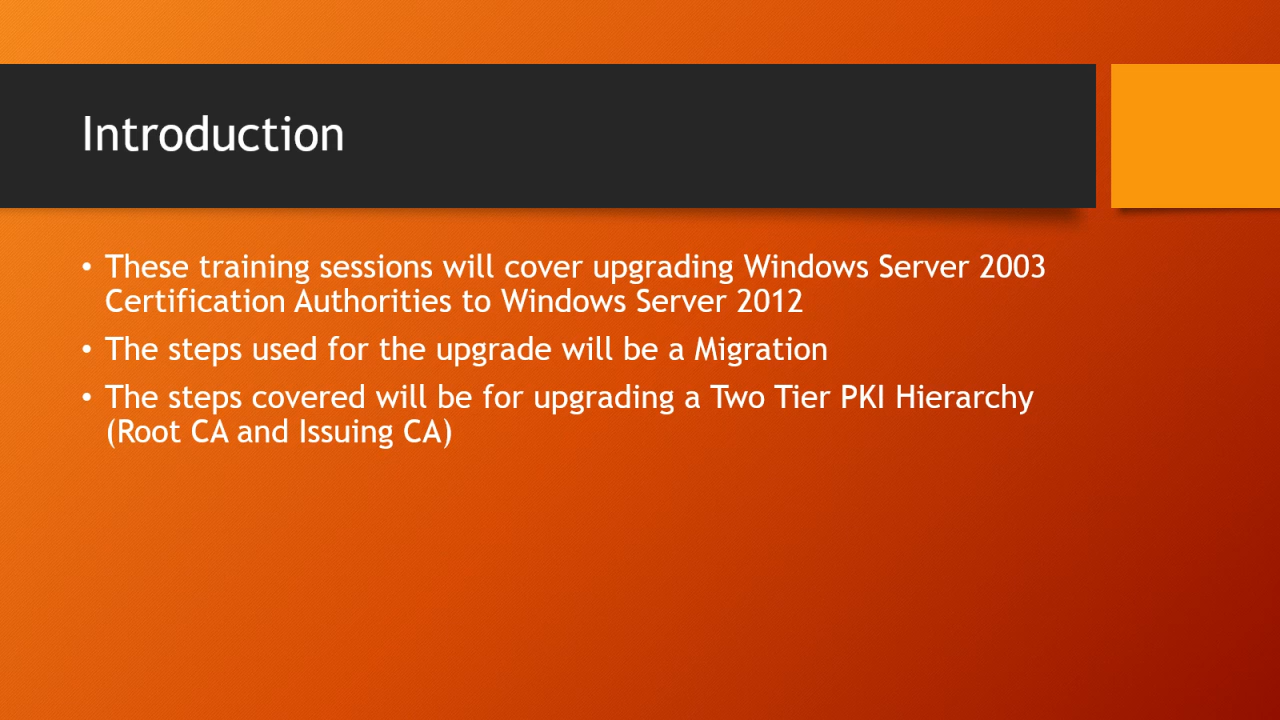 Introduction
• These training sessions will cover upgrading Windows Server 2003
Certification Authorities to Windows Server 2012
• The steps used for the upgrade will be a Migration
• The steps covered will be for upgrading a Two Tier PKI Hierarchy
(Root CA and Issuing CA)